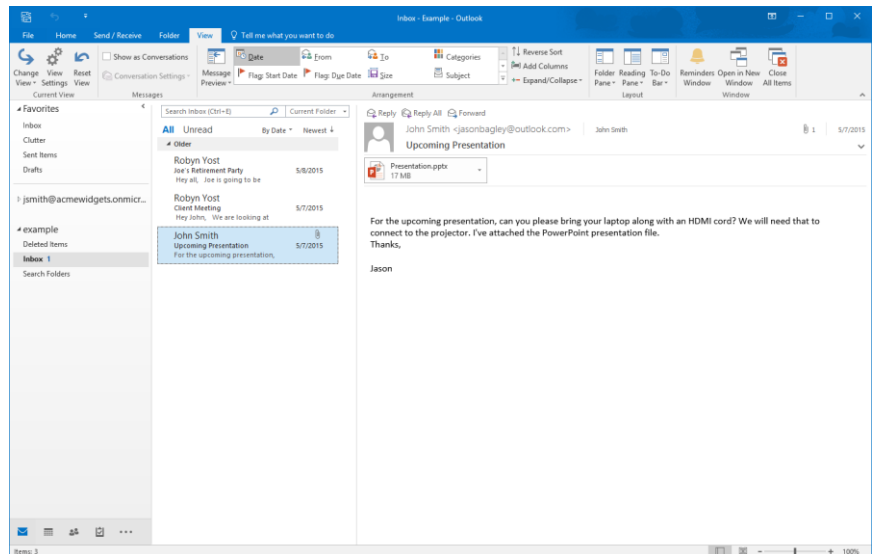 Inbox - Example - Outlook
File Home Send / Receive Folder View Tell me what you want to do
Change View
View Settings
Reset View
Current View
Show as Conversations
Conversation Settings
Messages
Message Preview
Date From To Categories
Flag: Start Date Flag: Due Date Size Subject
Arrangement
Reverse Sort
Add Columns
Expand/Collapse
Folder Pane
Reading Pane
To-Do Bar
Layout
Reminders Window
Open in New Window
Close All Items
Window
Favorites
Inbox
Clutter
Sent Items
Drafts
jsmith@acmewidgets.onmicr...
example
Deleted Items
Inbox 1
Search Folders
Search Inbox (Ctrl+E) Current Folder
All Unread By Date Newest
Older
Robyn Yost
Joe's Retirement Party 5/8/2015
Hey all, Joe is going to be
Robyn Yost
Client Meeting 5/7/2015
Hey John, We are looking at
John Smith
Upcoming Presentation 5/7/2015
For the upcoming presentation,
Reply Reply All Forward
John Smith <jasonbagley@outlook.com> John Smith 1 5/7/2015
Upcoming Presentation
Presentation.pptx
17 MB
For the upcoming presentation, can you please bring your laptop along with an HDMI cord? We will need that to
connect to the projector. I've attached the PowerPoint presentation file.
Thanks,
Jason
Items: 3
100%